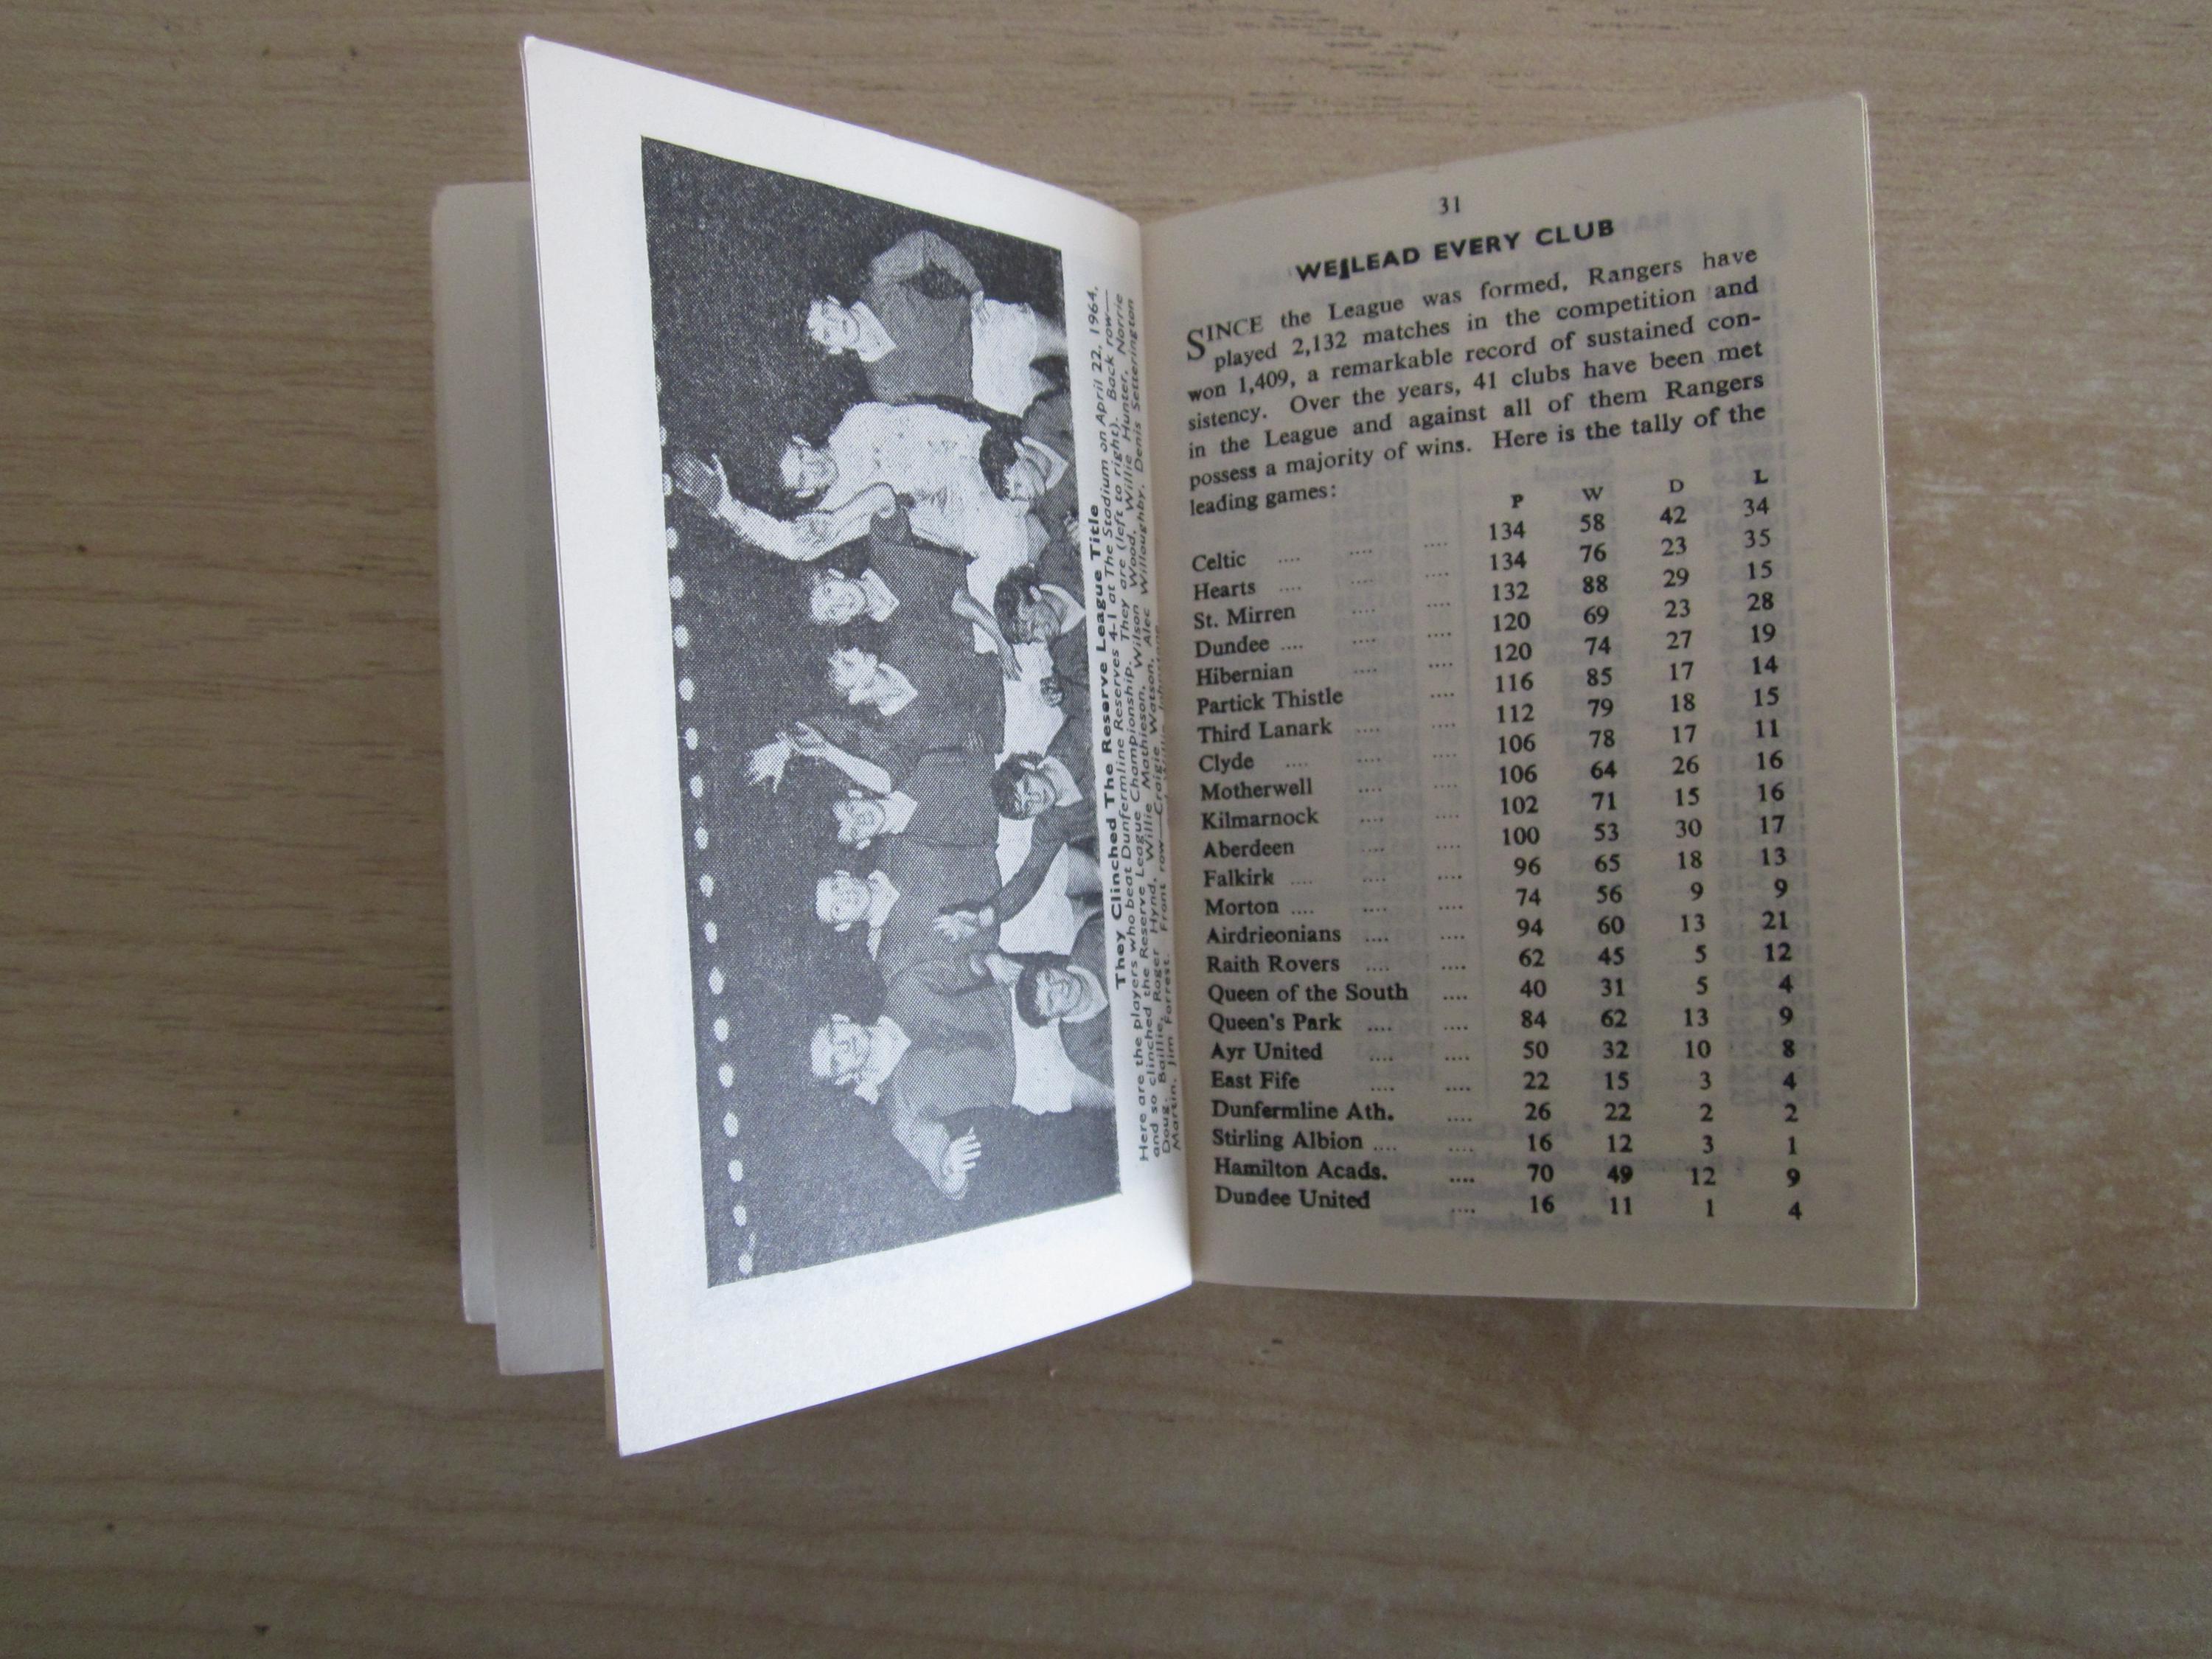 They Clinched The Reserve League Title
Here are the players who beat Dunfermline Reserves 4-1 at The Stadium on April 22, 1964,
and so clinched the Reserve League Championship. They are (left to right). Back row—
Doug. Baillie, Roger Hynd, Willie Mathieson, Wilson Wood, Willie Hunter, Norrie
Martin, Jim Forrest. Front row—Craigie Watson, Alec Willoughby, Denis Setterington
31
WE LEAD EVERY CLUB
SINCE the League was formed, Rangers have
played 2,132 matches in the competition and
won 1,409, a remarkable record of sustained con-
sistency. Over the years, 41 clubs have been met
in the League and against all of them Rangers
possess a majority of wins. Here is the tally of the
leading games:
P W D L
Celtic .... .... .... 134 58 42 34
Hearts .... .... .... 134 76 23 35
St. Mirren .... .... 132 88 29 15
Dundee .... .... .... 120 69 23 28
Hibernian .... .... 120 74 27 19
Partick Thistle .... 116 85 17 14
Third Lanark .... .... 112 79 18 15
Clyde .... .... .... 106 78 17 11
Motherwell .... .... 106 64 26 16
Kilmarnock .... .... 102 71 15 16
Aberdeen .... .... 100 53 30 17
Falkirk .... .... .... 96 65 18 13
Morton .... .... .... 74 56 9 9
Airdrieonians .... .... 94 60 13 21
Raith Rovers .... .... 62 45 5 12
Queen of the South .... 40 31 5 4
Queen's Park .... .... 84 62 13 9
Ayr United .... .... 50 32 10 8
East Fife .... .... 22 15 3 4
Dunfermline Ath. .... 26 22 2 2
Stirling Albion .... .... 16 12 3 1
Hamilton Acads. .... 70 49 12 9
Dundee United .... 16 11 1 4